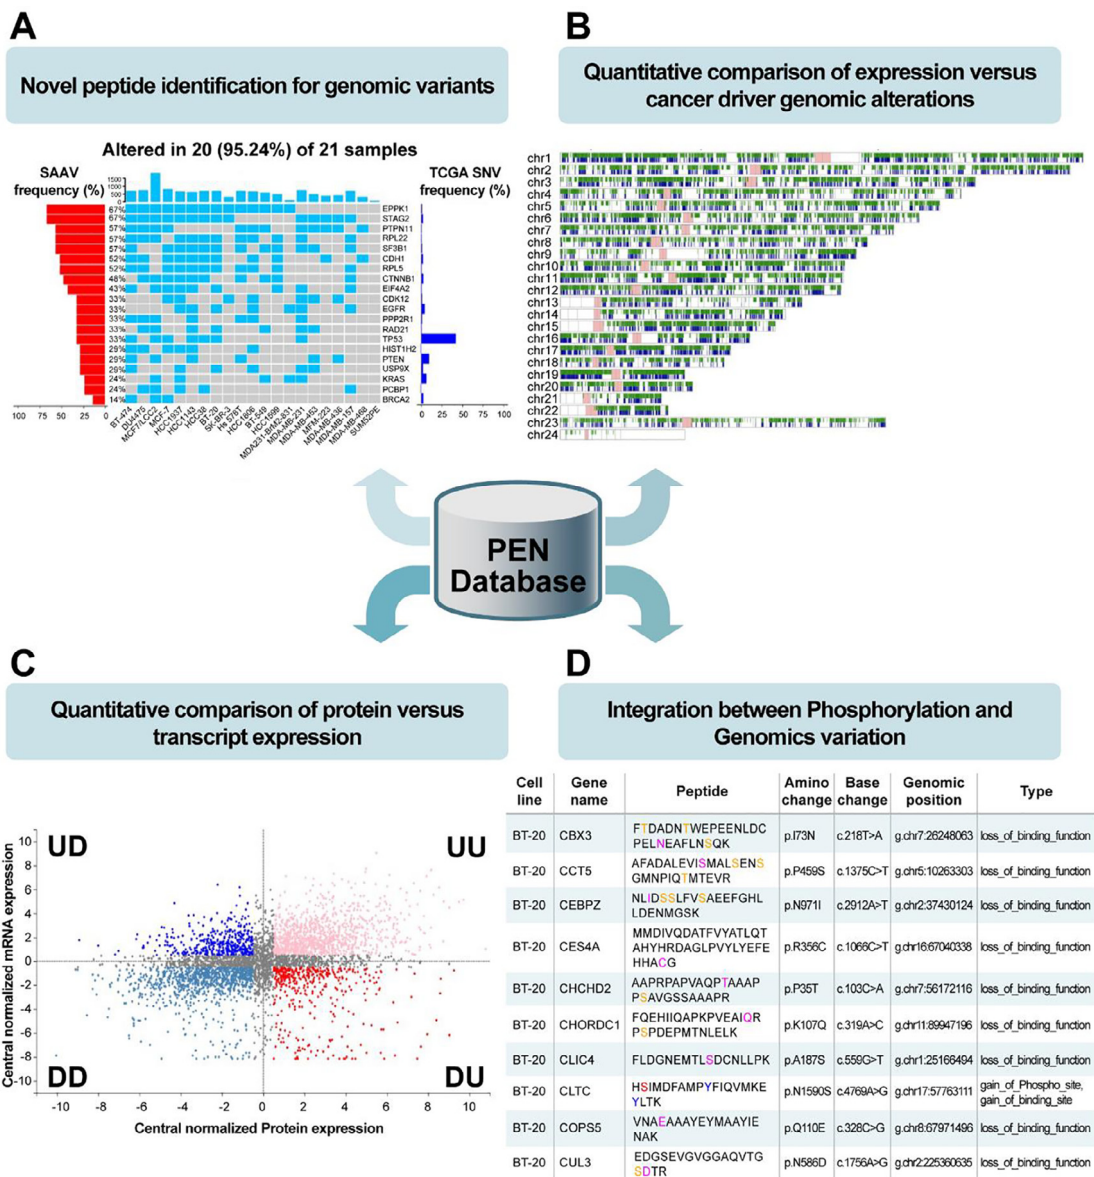 A
Novel peptide identification for genomic variants
Altered in 20 (95.24%) of 21 samples
SAAV
frequency (%)
TCGA SNV
frequency (%)
1500
1000
500
0
67% EPPK1
67% STAG2
57% PTPN11
57% RPL22
57% SF3B1
52% CDH1
52% RPL5
48% CTNNB1
43% EIF4A2
33% CDK12
33% EGFR
33% PPP2R1
33% RAD21
33% TP53
29% HIST1H2
29% PTEN
29% USP9X
24% KRAS
24% PCBP1
14% BRCA2
100 50 0
0 25 50 75 100
BT-474
DU4475
MCF7/LCC2
MCF-7
HCC1937
HCC1143
HCC-38
BT-20
SK-BR-3
Hs 578T
HCC1806
BT-549
HCC1599
MDA231-BrM2-831
MDA-MB-231
MDA-MB-453
MFM-223
MDA-MB-436
MDA-MB-157
MDA-MB-468
SUM52PE
B
Quantitative comparison of expression versus
cancer driver genomic alterations
chr1
chr2
chr3
chr4
chr5
chr6
chr7
chr8
chr9
chr10
chr11
chr12
chr13
chr14
chr15
chr16
chr17
chr18
chr19
chr20
chr21
chr22
chr23
chr24
PEN
Database
C
Quantitative comparison of protein versus
transcript expression
UD
UU
DD
DU
Central normalized mRNA expression
10
8
6
4
2
0
-2
-4
-6
-8
-10
-10 -8 -6 -4 -2 0 2 4 6 8 10
Central normalized Protein expression
D
Integration between Phosphorylation and
Genomics variation
Cell line Gene name Peptide Amino change Base change Genomic position Type
BT-20 CBX3 FTDADNTWEPEENLDC p.I73N c.218T>A g.chr7:26248063 loss_of_binding_function
PELNEAFLNSQK
BT-20 CCT5 AFADALEVISMALSENS p.P459S c.1375C>T g.chr5:10263303 loss_of_binding_function
GMNPIQTMTEVR
BT-20 CEBPZ NLIDSSLFVSAEEFGHL p.N971I c.2912A>T g.chr2:37430124 loss_of_binding_function
LDENMGSK
BT-20 CES4A MMDIVQDATFVYATLQT p.R356C c.1066C>T g.chr16:67040338 loss_of_binding_function
AHYHRDAGLPVYLYEFE
HHACG
BT-20 CHCHD2 AAPRPAPVAQPTAAAP p.P35T c.103C>A g.chr7:56172116 loss_of_binding_function
PSAVGSSAAAPR
BT-20 CHORDC1 FQEHIIQAPKPVEAIQR p.K107Q c.319A>C g.chr11:89947196 loss_of_binding_function
PSPDEPMTNLELK
BT-20 CLIC4 FLDGNEMTLSDCNLLPK p.A187S c.559G>T g.chr1:25166494 loss_of_binding_function
BT-20 CLTC HSIMDFAMPYFIQVMKE p.N1590S c.4769A>G g.chr17:57763111 gain_of_Phospho_site,
YLTK gain_of_binding_site
BT-20 COPS5 VNAEAAAYEYMAAYIE p.Q110E c.328C>G g.chr8:67971496 loss_of_binding_function
NAK
BT-20 CUL3 EDGSEVGVGGAQVTG p.N586D c.1756A>G g.chr2:225360635 loss_of_binding_function
SDTR